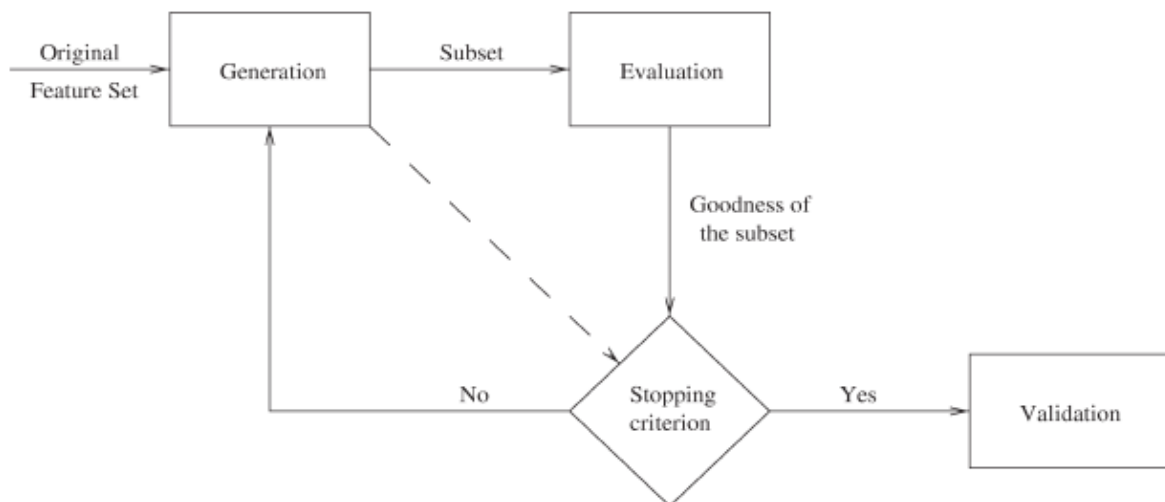 Original
Feature Set
Generation
Subset
Evaluation
Goodness of
the subset
No
Stopping
criterion
Yes
Validation